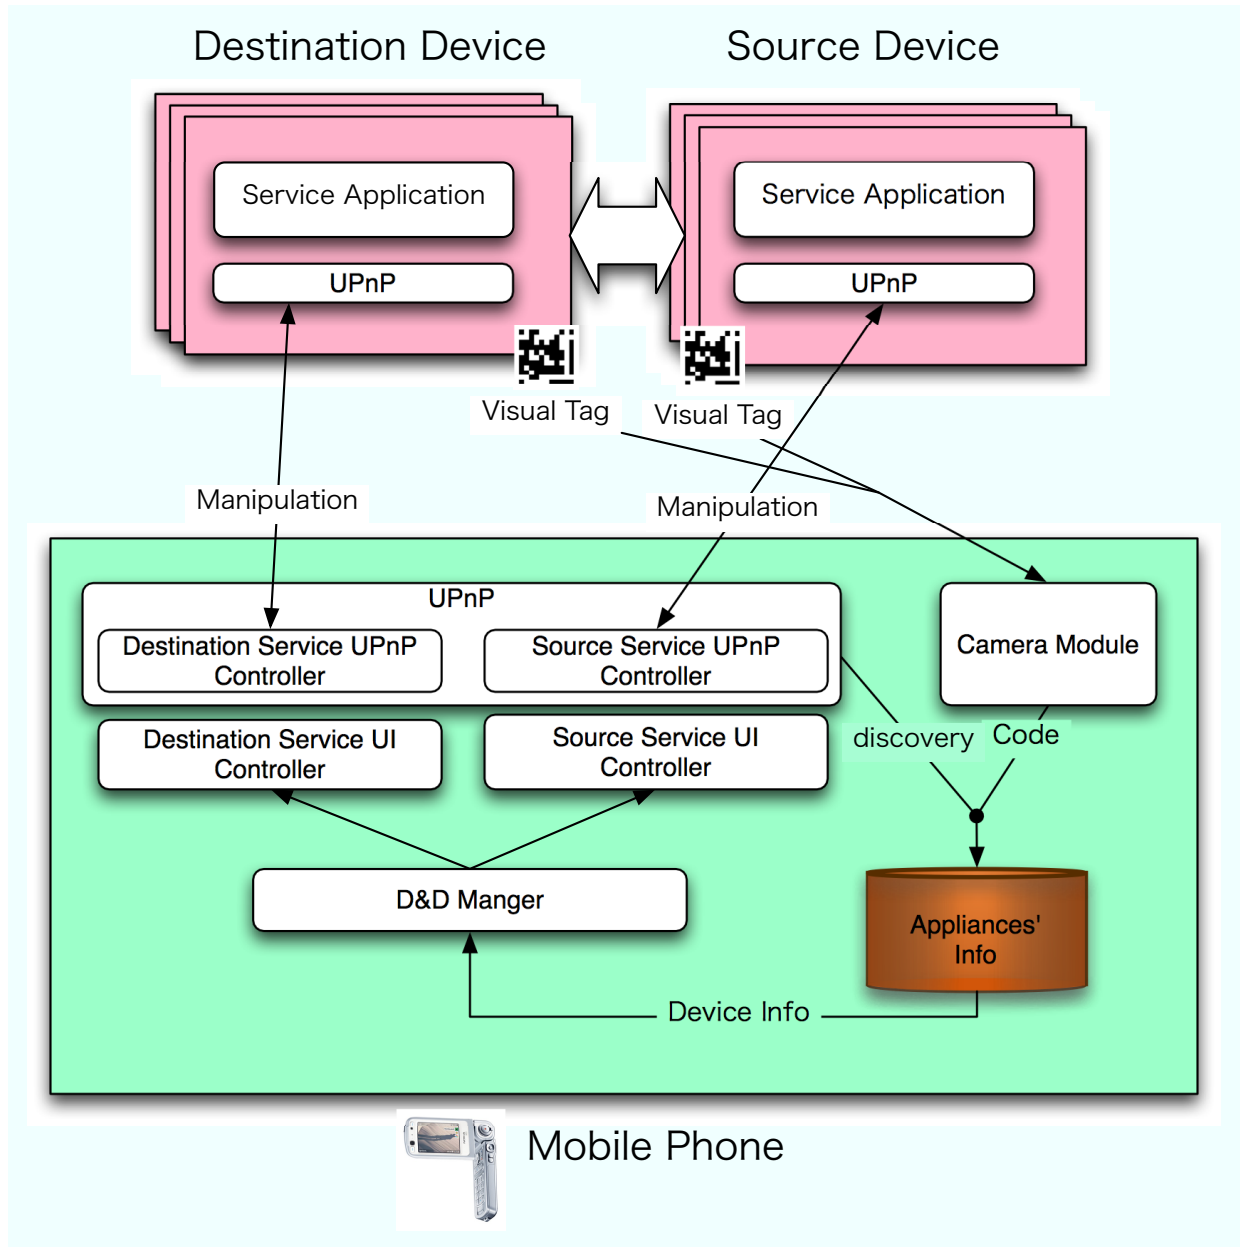 Destination Device
Source Device
Service Application
Service Application
UPnP
UPnP
Visual Tag
Visual Tag
Manipulation
Manipulation
UPnP
Destination Service UPnP
Controller
Source Service UPnP
Controller
Camera Module
Destination Service UI
Controller
Source Service UI
Controller
discovery
Code
D&D Manger
Appliances'
Info
Device Info
Mobile Phone